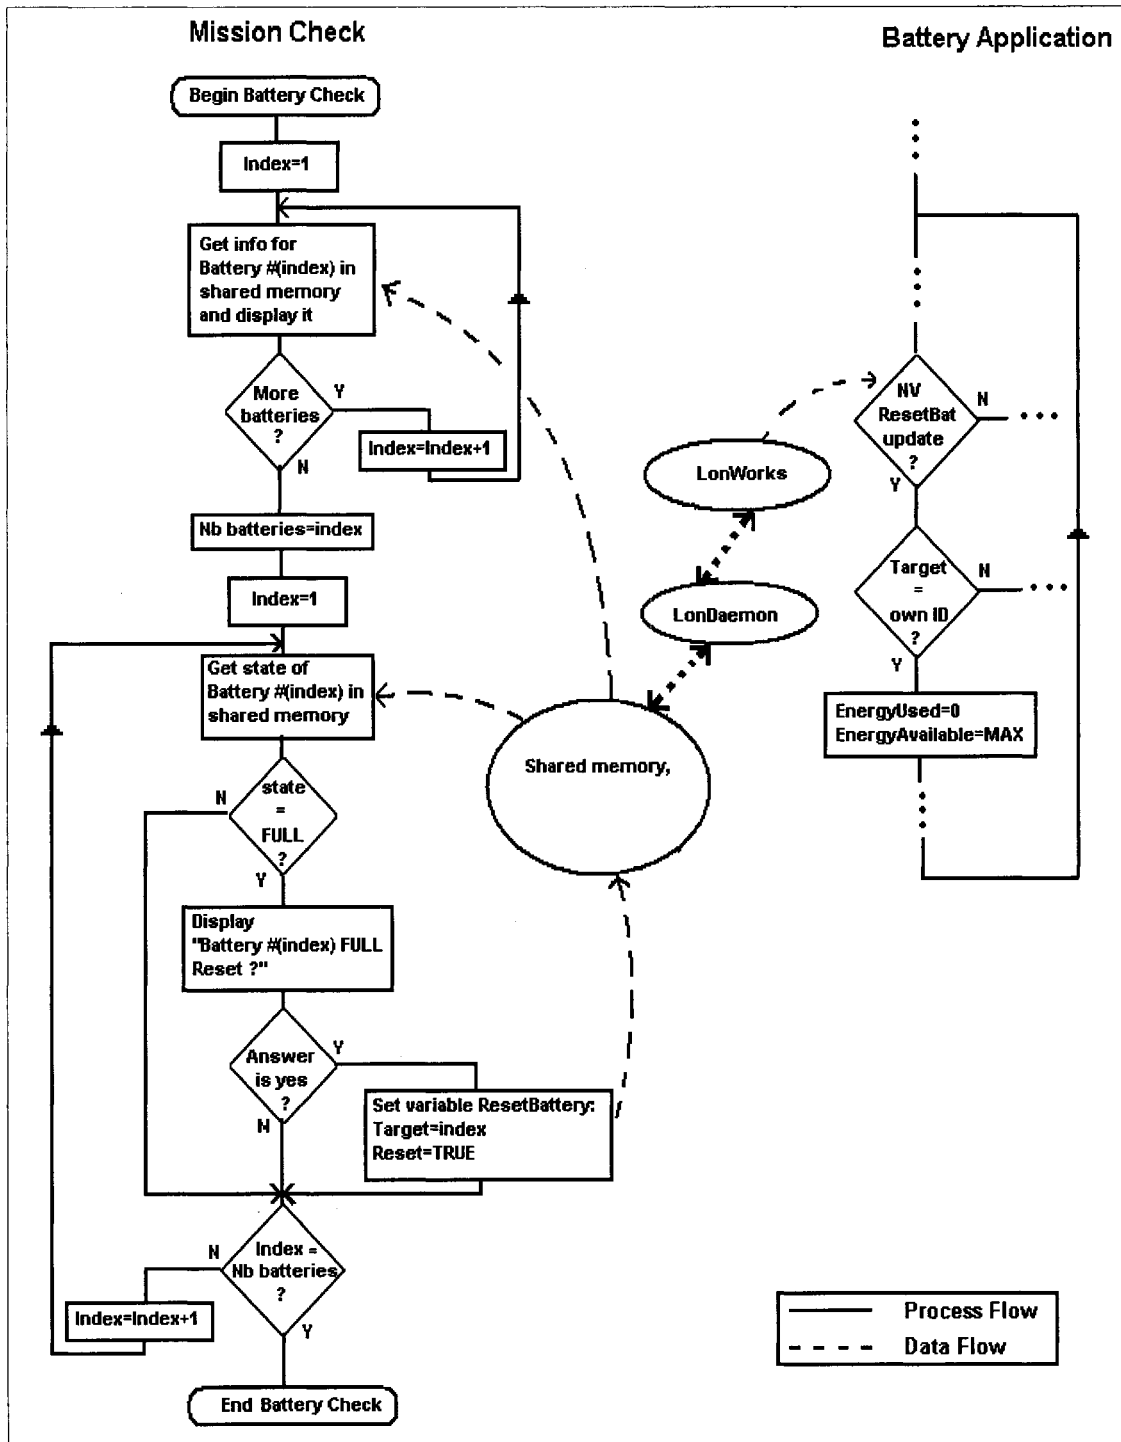 Mission Check
Battery Application
Begin Battery Check
Index=1
Get info for
Battery #(index) in
shared memory
and display it
More
batteries
?
Y
N
Index=Index+1
Nb batteries=index
Index=1
Get state of
Battery #(index) in
shared memory
state
=
FULL
?
N
Y
Display
"Battery #(index) FULL
Reset ?"
Answer
is yes
?
Y
N
Set variable ResetBattery:
Target=index
Reset=TRUE
Index =
Nb batteries
?
N
Y
Index=Index+1
End Battery Check
LonWorks
LonDaemon
Shared memory,
NV
ResetBat
update
?
N
Y
Target
=
own ID
?
N
Y
EnergyUsed=0
EnergyAvailable=MAX
Process Flow
Data Flow